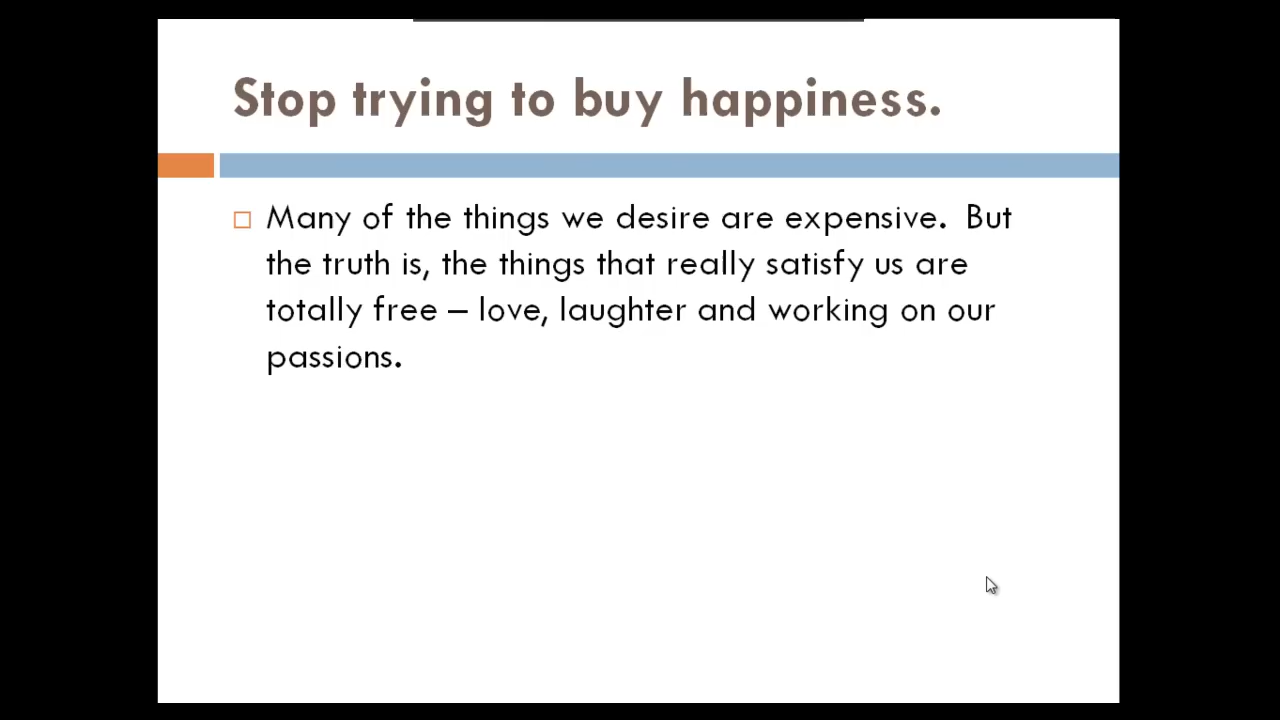 Stop trying to buy happiness.
Many of the things we desire are expensive.  But
the truth is, the things that really satisfy us are
totally free – love, laughter and working on our
passions.